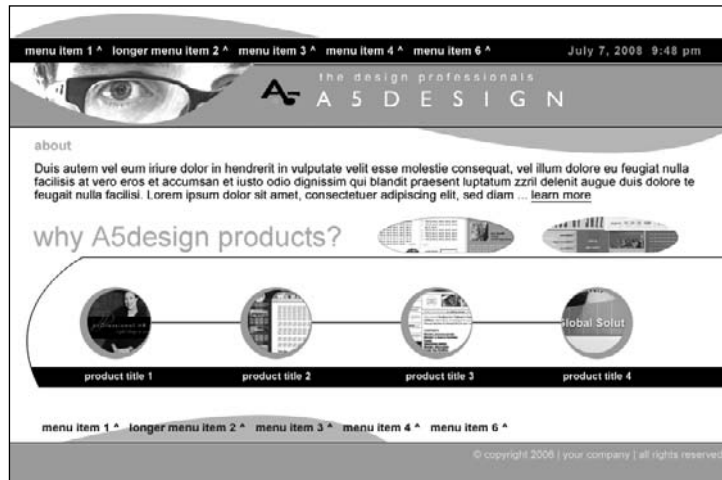 menu item 1 ^ longer menu item 2 ^ menu item 3 ^ menu item 4 ^ menu item 6 ^ July 7, 2008 9:48 pm
the design professionals
A5DESIGN
about
Duis autem vel eum iriure dolor in hendrerit in vulputate velit esse molestie consequat, vel illum dolore eu feugiat nulla
facilisis at vero eros et accumsan et iusto odio dignissim qui blandit praesent luptatum zzril delenit augue duis dolore te
feugait nulla facilisi. Lorem ipsum dolor sit amet, consectetuer adipiscing elit, sed diam ... learn more
why A5design products?
Global Solut
product title 1 product title 2 product title 3 product title 4
menu item 1 ^ longer menu item 2 ^ menu item 3 ^ menu item 4 ^ menu item 6 ^
© copyright 2006 | your company | all rights reserved